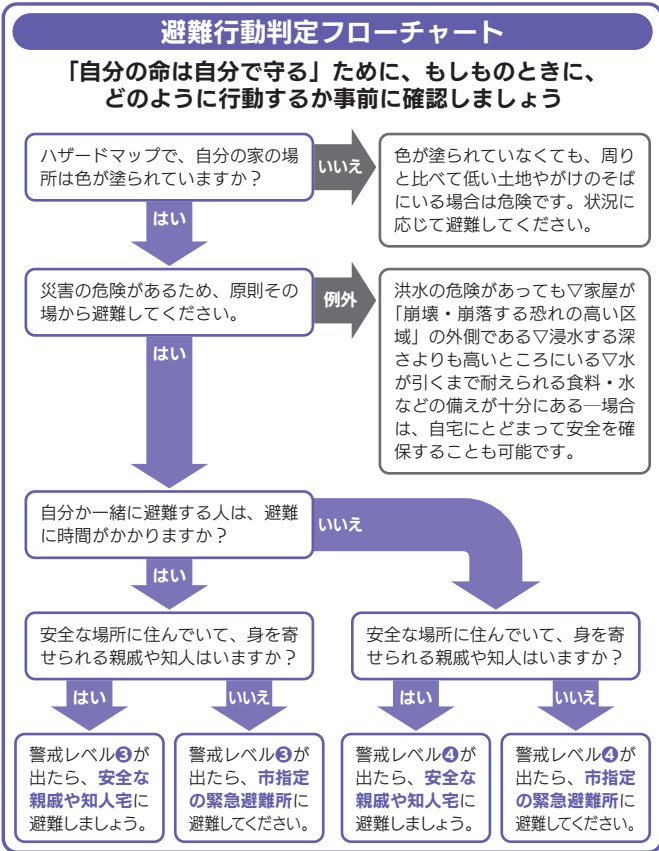 避難行動判定フローチャート
「自分の命は自分で守る」ために、もしものときに、
どのように行動するか事前に確認しましょう
ハザードマップで、自分の家の場
所は色が塗られていますか？
いいえ
色が塗られていなくても、周り
と比べて低い土地やがけのそば
にいる場合は危険です。状況に
応じて避難してください。
はい
災害の危険があるため、原則その
場から避難してください。
例外
洪水の危険があっても▽家屋が
「崩壊・崩落する恐れの高い区
域」の外側である▽浸水する深
さよりも高いところにいる▽水
が引くまで耐えられる食料・水
などの備えが十分にある―場合
は、自宅にとどまって安全を確
保することも可能です。
はい
自分か一緒に避難する人は、避難
に時間がかかりますか？
いいえ
はい
安全な場所に住んでいて、身を寄
せられる親戚や知人はいますか？
安全な場所に住んでいて、身を寄
せられる親戚や知人はいますか？
はい
いいえ
はい
いいえ
警戒レベル❸が
出たら、安全な
親戚や知人宅に
避難しましょう。
警戒レベル❸が
出たら、市指定
の緊急避難所に
避難してください。
警戒レベル❹が
出たら、安全な
親戚や知人宅に
避難しましょう。
警戒レベル❹が
出たら、市指定
の緊急避難所に
避難してください。